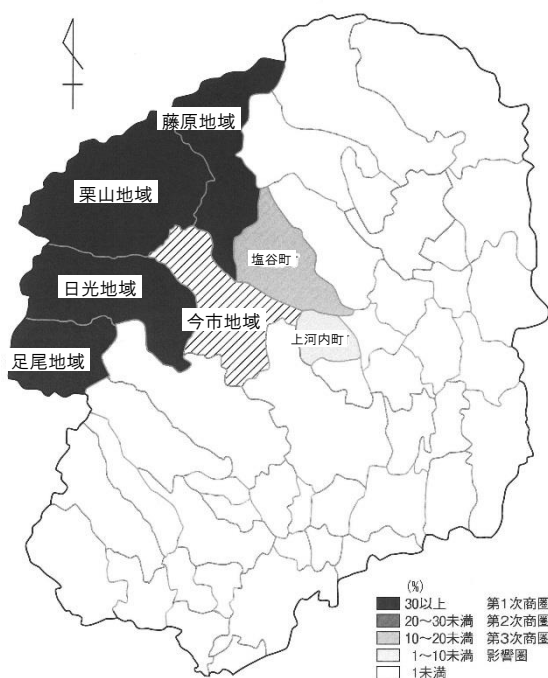 藤原地域
栗山地域
塩谷町
日光地域
今市地域
上河内町
足尾地域
(%)
30以上 第1次商圏
20~30未満 第2次商圏
10~20未満 第3次商圏
1~10未満 影響圏
1未満